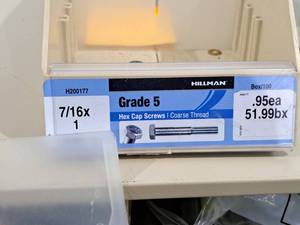 H200177
HILLMAN
Box/100
7/16x
1
Grade 5
.95ea
51.99bx
Hex Cap Screws | Coarse Thread